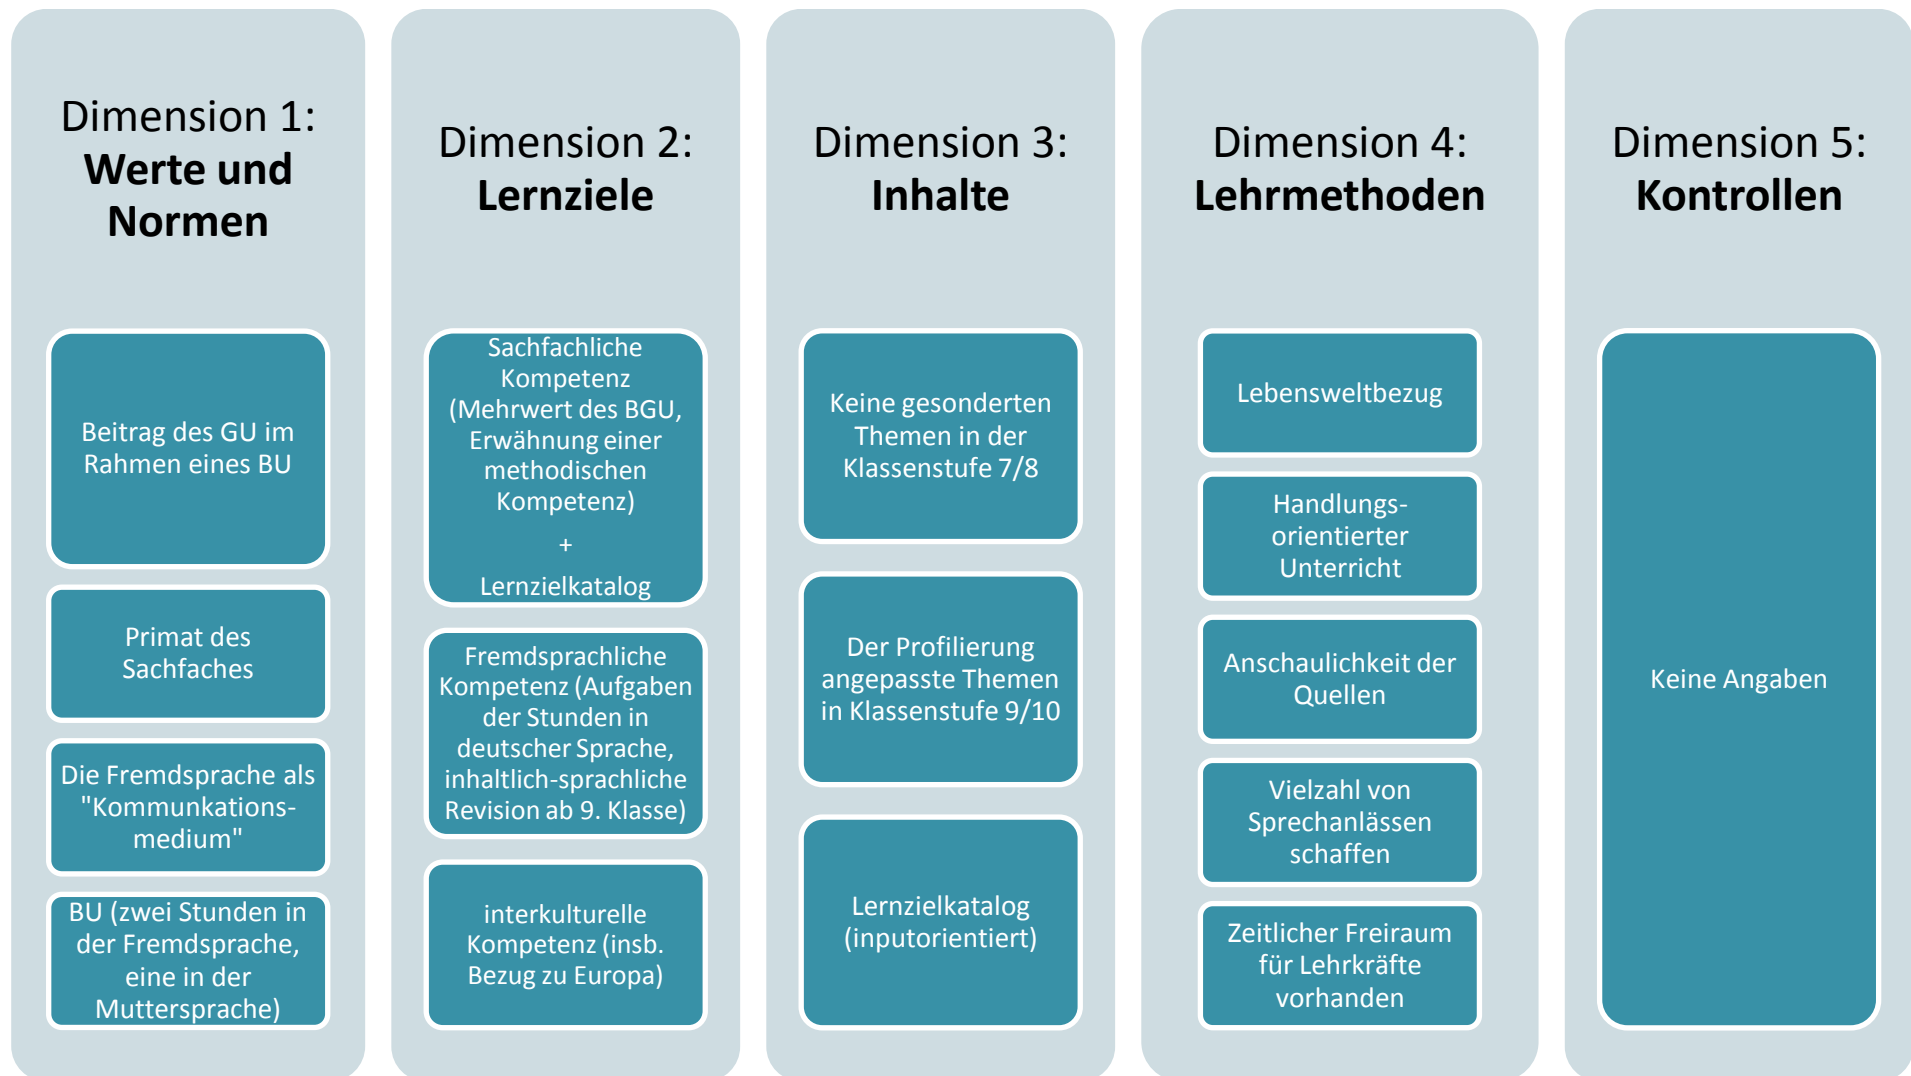 Dimension 1:
Werte und
Normen
Beitrag des GU im
Rahmen eines BU
Primat des
Sachfaches
Die Fremdsprache als
"Kommunkations-
medium"
BU (zwei Stunden in
der Fremdsprache,
eine in der
Muttersprache)
Dimension 2:
Lernziele
Sachfachliche
Kompetenz
(Mehrwert des BGU,
Erwähnung einer
methodischen
Kompetenz)
+
Lernzielkatalog
Fremdsprachliche
Kompetenz (Aufgaben
der Stunden in
deutscher Sprache,
inhaltlich-sprachliche
Revision ab 9. Klasse)
interkulturelle
Kompetenz (insb.
Bezug zu Europa)
Dimension 3:
Inhalte
Keine gesonderten
Themen in der
Klassenstufe 7/8
Der Profilierung
angepasste Themen
in Klassenstufe 9/10
Lernzielkatalog
(inputorientiert)
Dimension 4:
Lehrmethoden
Lebensweltbezug
Handlungs-
orientierter
Unterricht
Anschaulichkeit der
Quellen
Vielzahl von
Sprechanlässen
schaffen
Zeitlicher Freiraum
für Lehrkräfte
vorhanden
Dimension 5:
Kontrollen
Keine Angaben